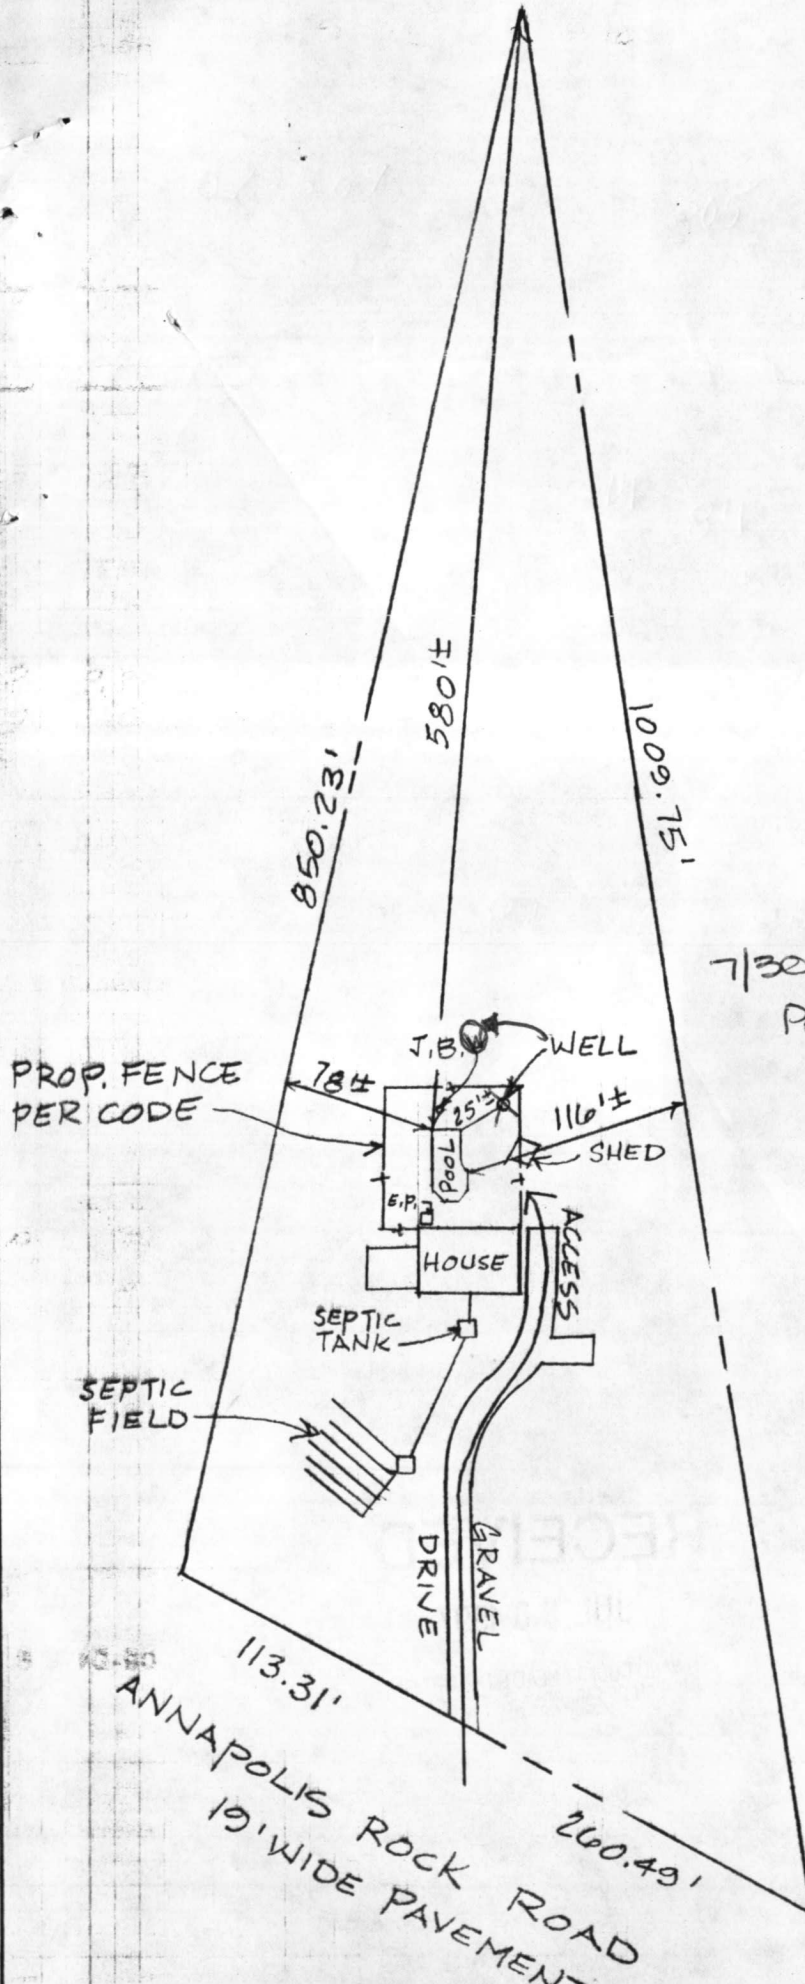 580'±
850.23'
1009.75'
7/30
J.B.
WELL
PROP. FENCE
PER CODE
78±
25'±
116'±
SHED
POOL
E.P.
ACCESS
HOUSE
SEPTIC
TANK
SEPTIC
FIELD
GRAVEL
DRIVE
113.31'
260.49'
ANNAPOLIS ROCK ROAD
19' WIDE PAVEMENT